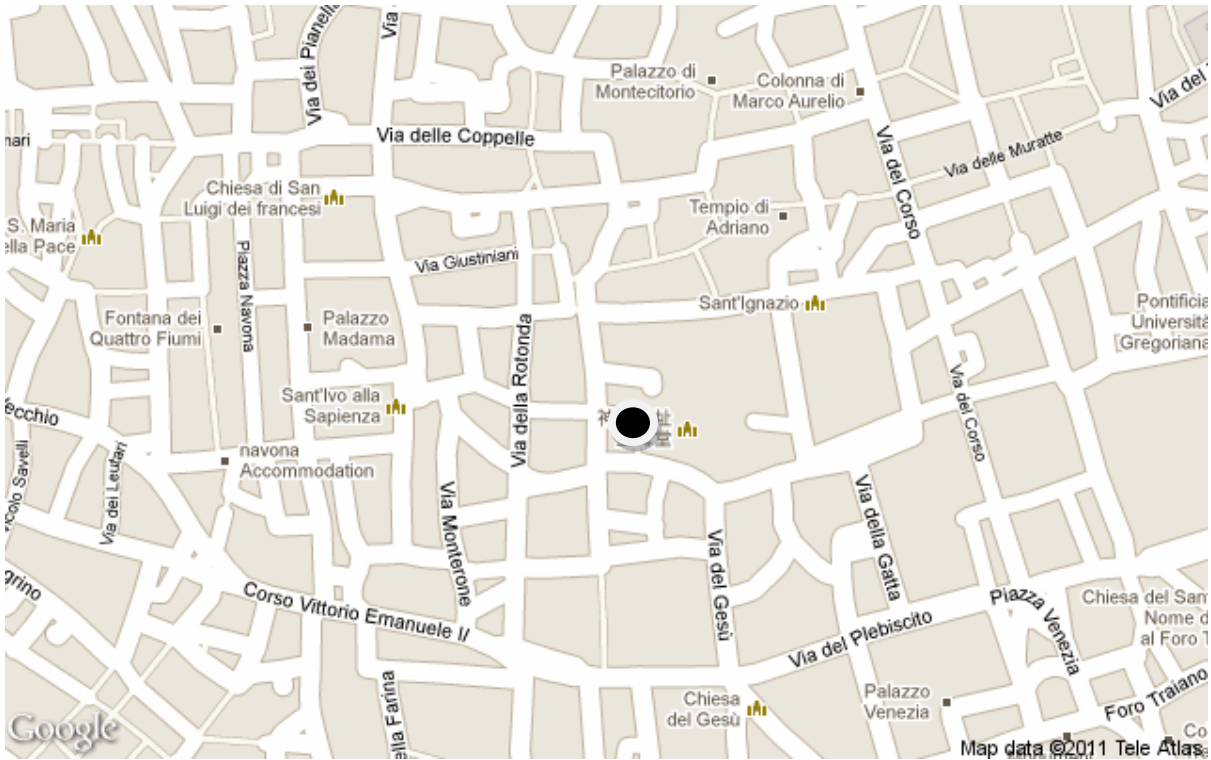 Via dei Pianella
Via
Palazzo di
Montecitorio
Colonna di
Marco Aurelio
Via del
nari
Via delle Coppelle
Via delle Muratte
Via del Corso
Chiesa di San
Luigi dei francesi
Tempio di
Adriano
S. Maria
ella Pace
Piazza Navona
Via Giustiniani
Sant'Ignazio
Fontana dei
Quattro Fiumi
Palazzo
Madama
Via della Rotonda
Pontificia
Università
Gregoriana
Via del Corso
Sant'Ivo alla
Sapienza
ecchio
navona
Accommodation
colo Savelli
Via dei Leutari
Via Monterone
Via del Gesù
Via della Gatta
grino
Corso Vittorio Emanuele II
Piazza Venezia
Chiesa del San
Nome d
al Foro T
Via del Plebiscito
ella Farina
Chiesa
del Gesù
Palazzo
Venezia
Foro Traiano
Google
Co
Map data ©2011 Tele Atlas